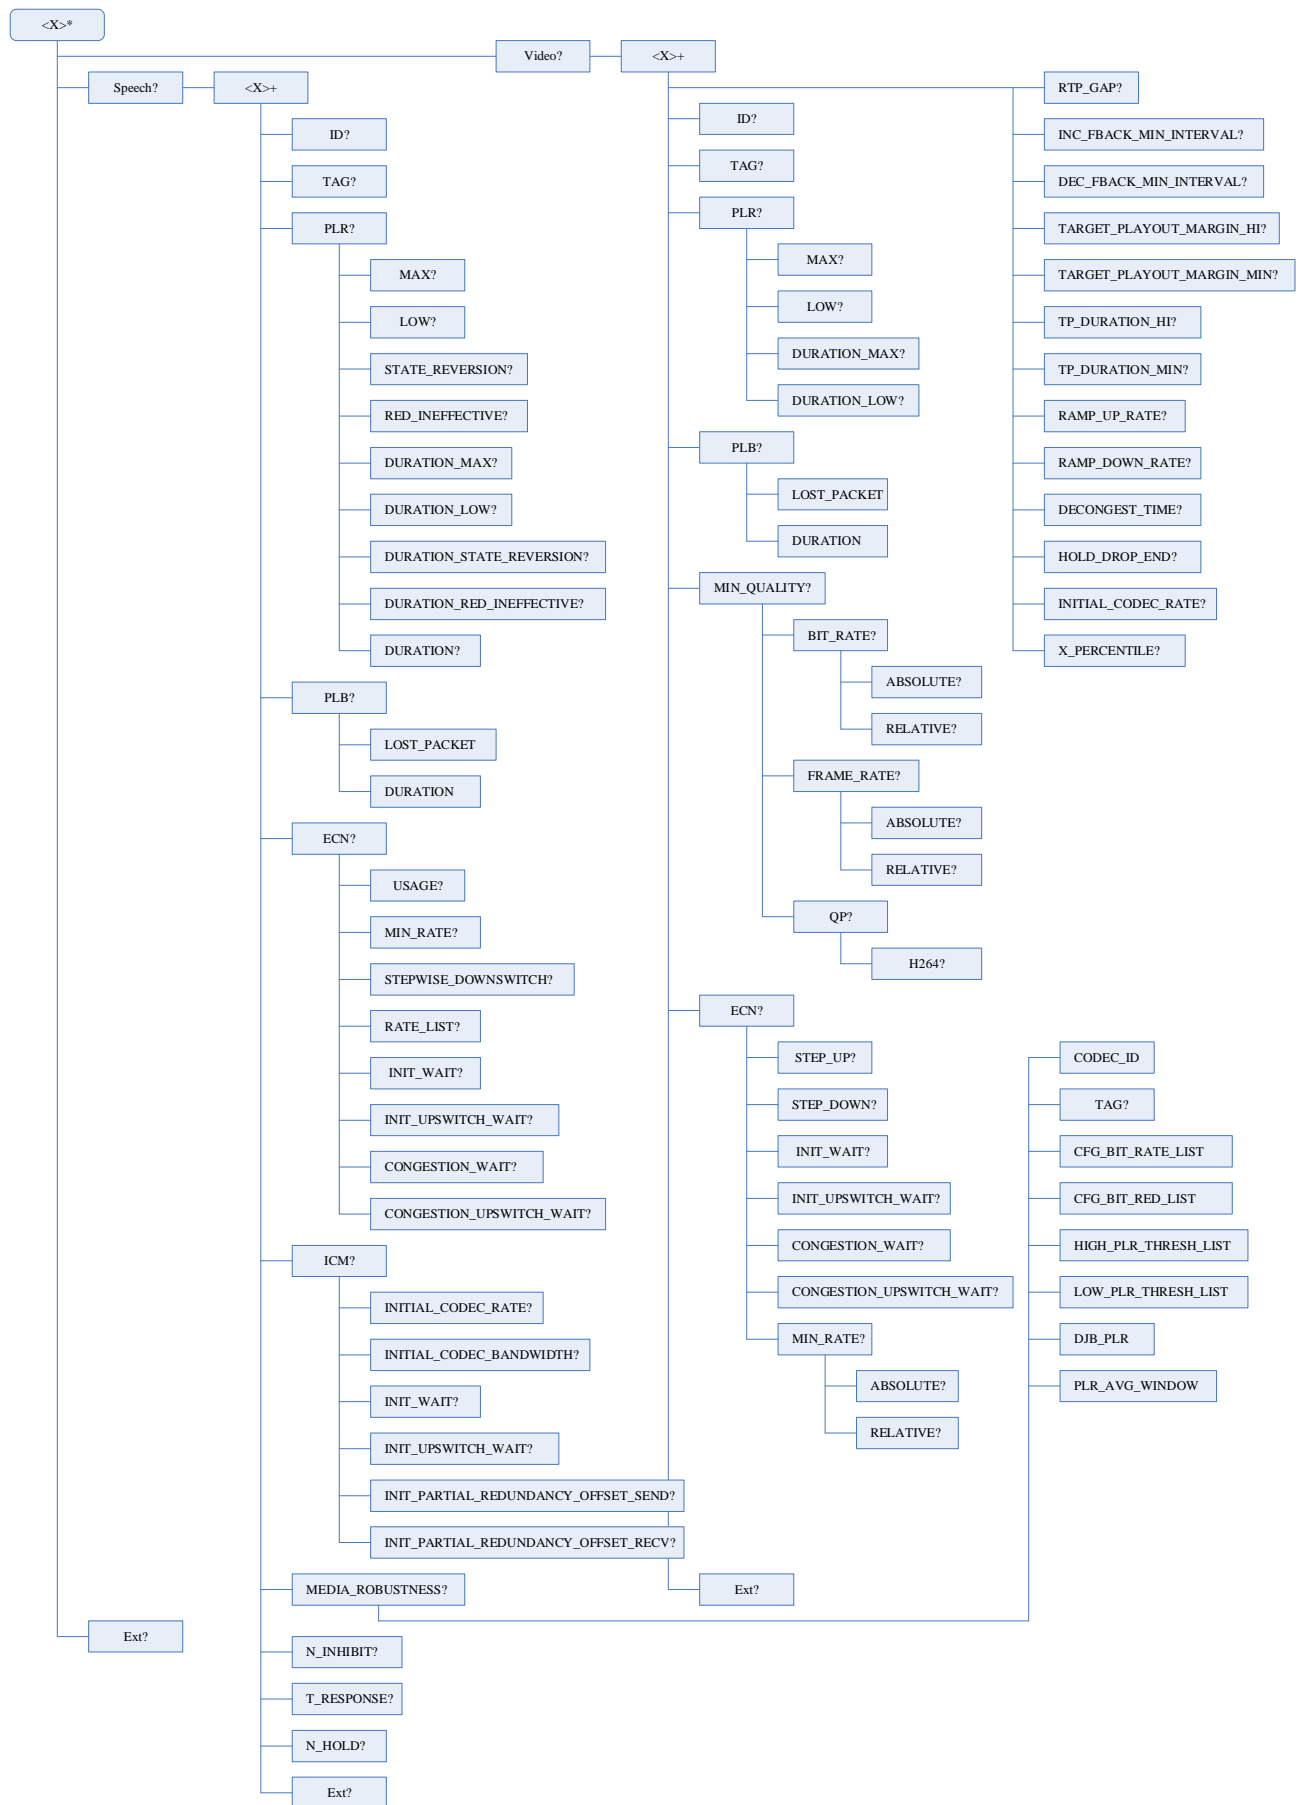 <X>*
Video?
<X>+
Speech?
<X>+
ID?
TAG?
PLR?
MAX?
LOW?
STATE_REVERSION?
RED_INEFFECTIVE?
DURATION_MAX?
DURATION_LOW?
DURATION_STATE_REVERSION?
DURATION_RED_INEFFECTIVE?
DURATION?
PLB?
LOST_PACKET
DURATION
ECN?
USAGE?
MIN_RATE?
STEPWISE_DOWNSWITCH?
RATE_LIST?
INIT_WAIT?
INIT_UPSWITCH_WAIT?
CONGESTION_WAIT?
CONGESTION_UPSWITCH_WAIT?
ICM?
INITIAL_CODEC_RATE?
INITIAL_CODEC_BANDWIDTH?
INIT_WAIT?
INIT_UPSWITCH_WAIT?
INIT_PARTIAL_REDUNDANCY_OFFSET_SEND?
INIT_PARTIAL_REDUNDANCY_OFFSET_RECV?
MEDIA_ROBUSTNESS?
N_INHIBIT?
T_RESPONSE?
N_HOLD?
Ext?
Ext?
ID?
TAG?
PLR?
MAX?
LOW?
DURATION_MAX?
DURATION_LOW?
PLB?
LOST_PACKET
DURATION
MIN_QUALITY?
BIT_RATE?
ABSOLUTE?
RELATIVE?
FRAME_RATE?
ABSOLUTE?
RELATIVE?
QP?
H264?
ECN?
STEP_UP?
STEP_DOWN?
INIT_WAIT?
INIT_UPSWITCH_WAIT?
CONGESTION_WAIT?
CONGESTION_UPSWITCH_WAIT?
MIN_RATE?
ABSOLUTE?
RELATIVE?
Ext?
RTP_GAP?
INC_FBACK_MIN_INTERVAL?
DEC_FBACK_MIN_INTERVAL?
TARGET_PLAYOUT_MARGIN_HI?
TARGET_PLAYOUT_MARGIN_MIN?
TP_DURATION_HI?
TP_DURATION_MIN?
RAMP_UP_RATE?
RAMP_DOWN_RATE?
DECONGEST_TIME?
HOLD_DROP_END?
INITIAL_CODEC_RATE?
X_PERCENTILE?
CODEC_ID
TAG?
CFG_BIT_RATE_LIST
CFG_BIT_RED_LIST
HIGH_PLR_THRESH_LIST
LOW_PLR_THRESH_LIST
DJB_PLR
PLR_AVG_WINDOW